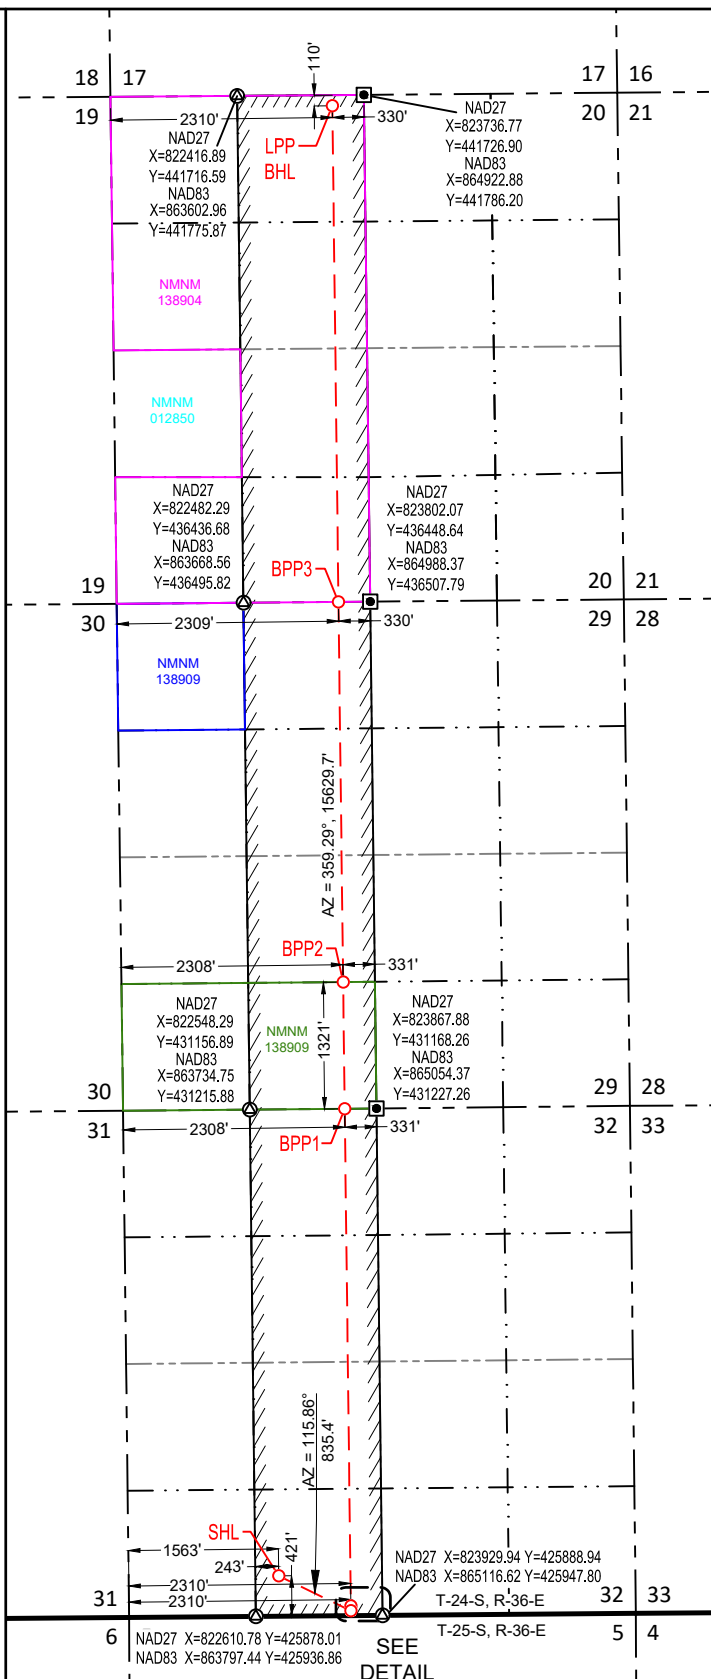 110'
18 17
17 16
19
20 21
2310'
330'
NAD27
X=822416.89
Y=441716.59
NAD83
X=863602.96
Y=441775.87
LPP
BHL
NAD27
X=823736.77
Y=441726.90
NAD83
X=864922.88
Y=441786.20
NMNM
138904
NMNM
012850
NAD27
X=822482.29
Y=436436.68
NAD83
X=863668.56
Y=436495.82
NAD27
X=823802.07
Y=436448.64
NAD83
X=864988.37
Y=436507.79
BPP3
19
20 21
30
29 28
2309'
330'
NMNM
138909
AZ = 359.29°, 15629.7'
BPP2
2308'
331'
NAD27
X=822548.29
Y=431156.89
NAD83
X=863734.75
Y=431215.88
NMNM
138909
1321'
NAD27
X=823867.88
Y=431168.26
NAD83
X=865054.37
Y=431227.26
30
29 28
31
32 33
2308'
331'
BPP1
AZ = 115.86°
835.4'
SHL
1563'
421'
243'
2310'
2310'
NAD27 X=823929.94 Y=425888.94
NAD83 X=865116.62 Y=425947.80
31
32 33
T-24-S, R-36-E
6
T-25-S, R-36-E
5 4
NAD27 X=822610.78 Y=425878.01
NAD83 X=863797.44 Y=425936.86
SEE
DETAIL